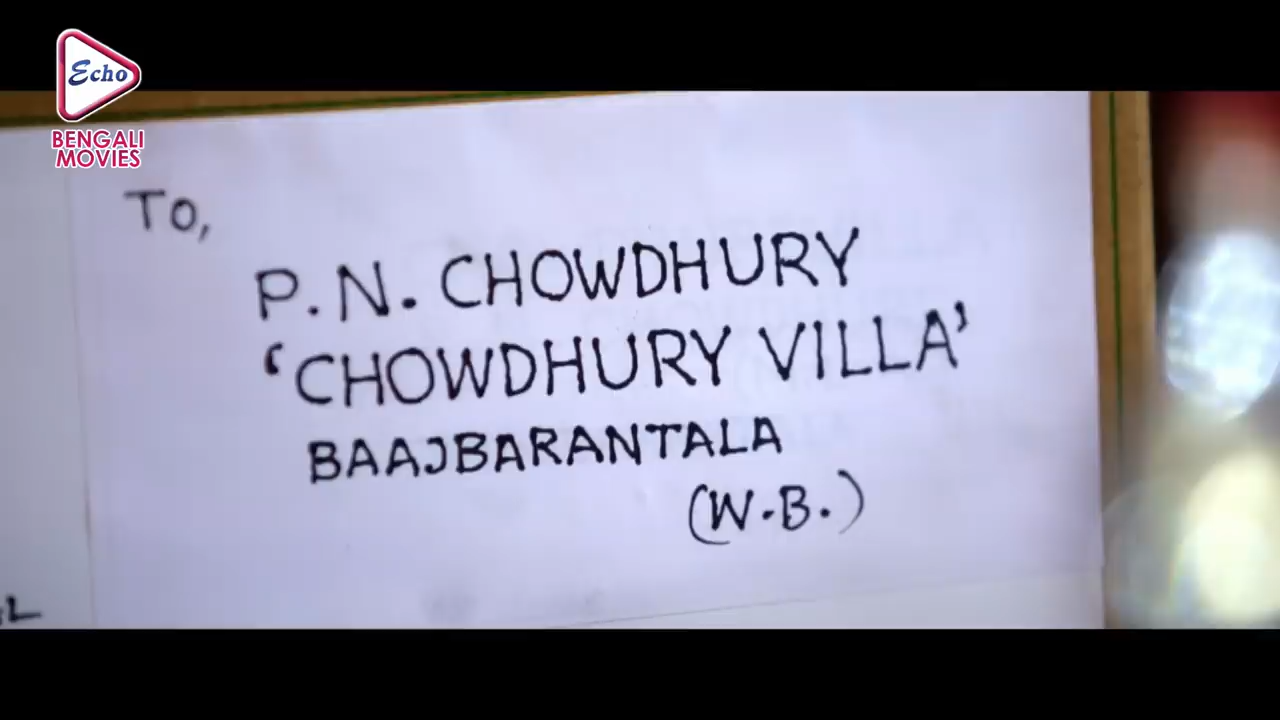 Echo
BENGALI
MOVIES
To,
P.N. CHOWDHURY
‘CHOWDHURY VILLA’
BAAJBARANTALA
(W.B.)